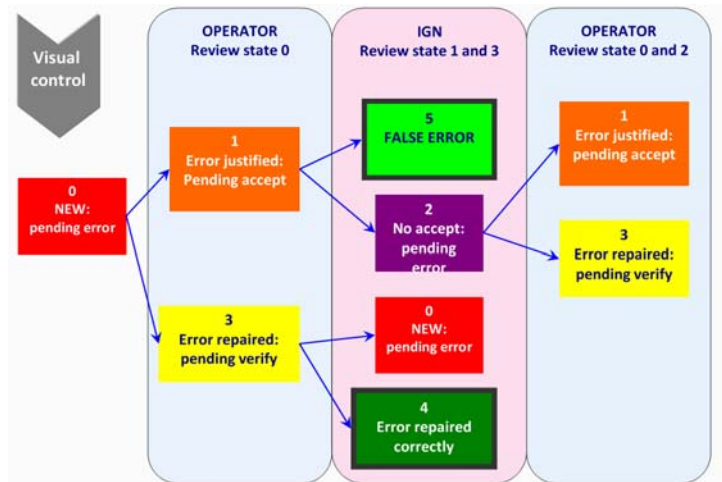 Visual
control
OPERATOR
Review state 0
IGN
Review state 1 and 3
OPERATOR
Review state 0 and 2
0
NEW:
pending error
1
Error justified:
Pending accept
3
Error repaired:
pending verify
5
FALSE ERROR
2
No accept:
pending
error
0
NEW:
pending error
4
Error repaired
correctly
1
Error justified:
pending accept
3
Error repaired:
pending verify